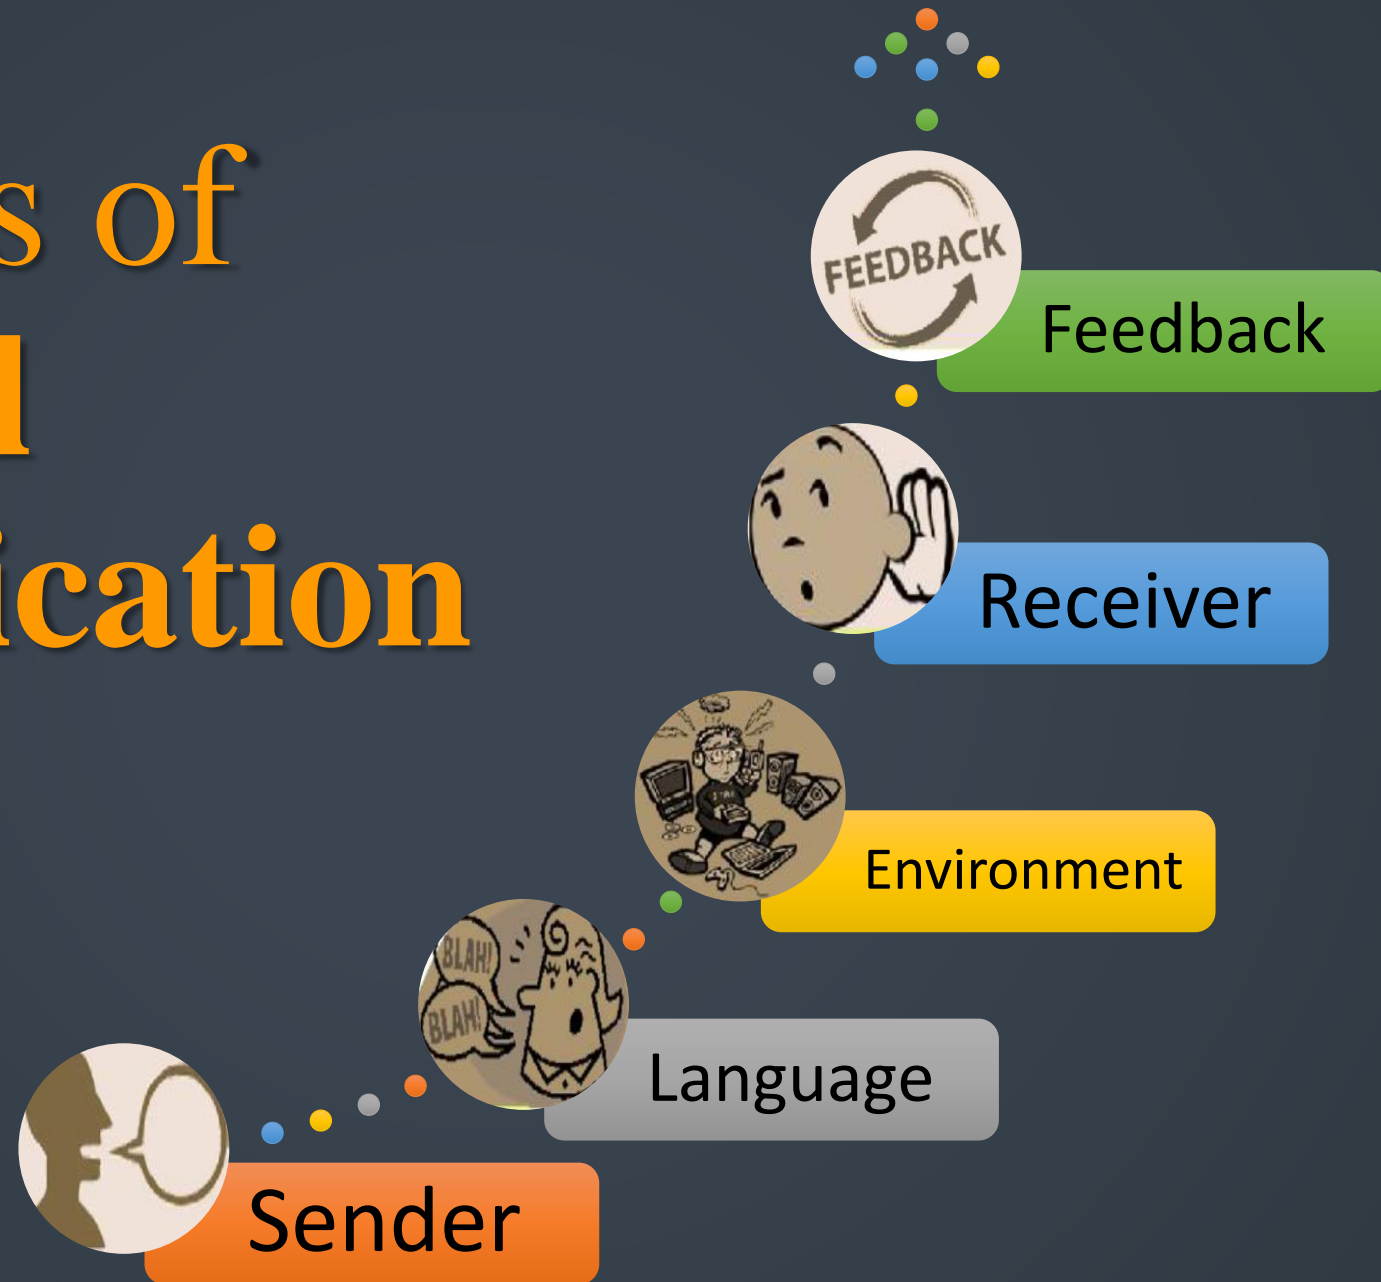 s of
l
ication
FEEDBACK
Feedback
Receiver
Environment
BLAH!
BLAH!
Language
Sender